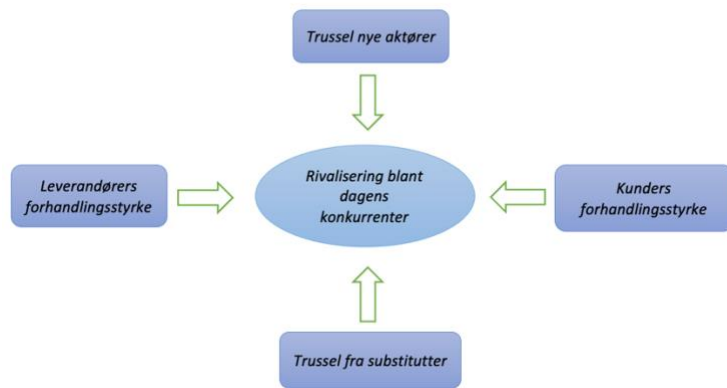 Trussel nye aktører
Leverandørers
forhandlingsstyrke
Rivalisering blant
dagens
konkurrenter
Kunders
forhandlingsstyrke
Trussel fra substitutter